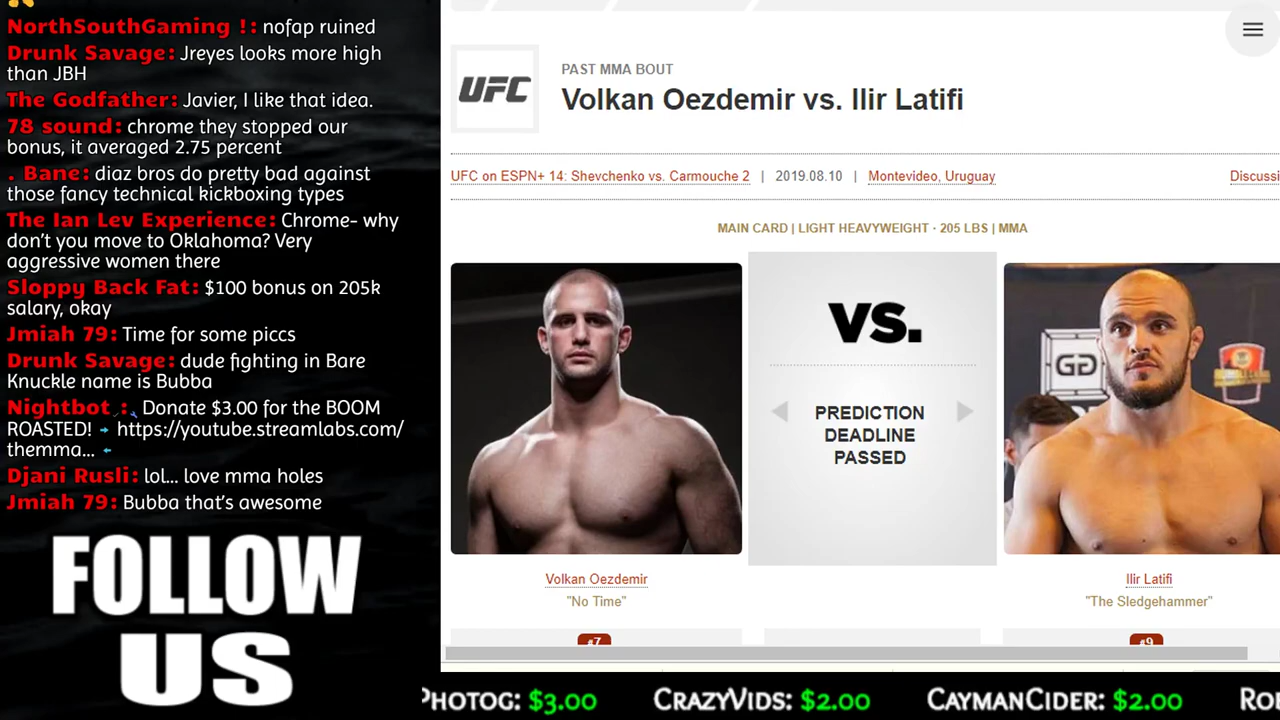 NorthSouthGaming !: nofap ruined
Drunk Savage: Jreyes looks more high
than JBH
The Godfather: Javier, I like that idea.
78 sound: chrome they stopped our
bonus, it averaged 2.75 percent
. Bane: diaz bros do pretty bad against
those fancy technical kickboxing types
The Ian Lev Experience: Chrome- why
don't you move to Oklahoma? Very
aggressive women there
Sloppy Back Fat: $100 bonus on 205k
salary, okay
Jmiah 79: Time for some piccs
Drunk Savage: dude fighting in Bare
Knuckle name is Bubba
Nightbot : Donate $3.00 for the BOOM
ROASTED! → https://youtube.streamlabs.com/
themma... ←
Djani Rusli: lol... love mma holes
Jmiah 79: Bubba that's awesome
FOLLOW
US
UFC
PAST MMA BOUT
Volkan Oezdemir vs. Ilir Latifi
UFC on ESPN+ 14: Shevchenko vs. Carmouche 2 | 2019.08.10 | Montevideo, Uruguay
Discussi
MAIN CARD | LIGHT HEAVYWEIGHT · 205 LBS | MMA
VS.
PREDICTION
DEADLINE
PASSED
Volkan Oezdemir
"No Time"
Ilir Latifi
"The Sledgehammer"
#7
#9
PHOTOG: $3.00 CRAZYVIDS: $2.00 CAYMANCIDER: $2.00 RO